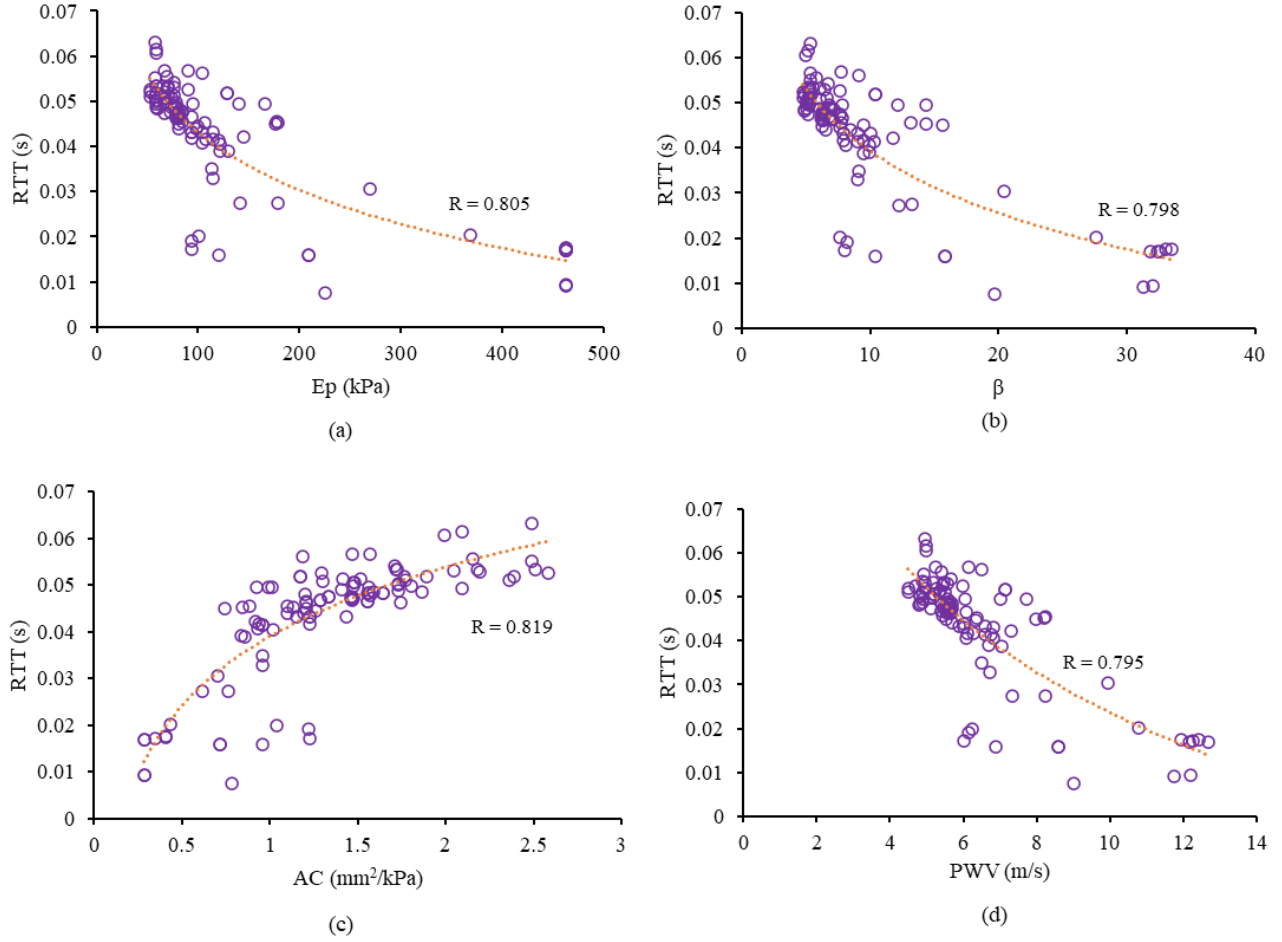 0.07
0.06
0.05
0.04
0.03
0.02
0.01
0
RTT (s)
R = 0.805
0 100 200 300 400 500
Ep (kPa)
(a)
0.07
0.06
0.05
0.04
0.03
0.02
0.01
0
RTT (s)
R = 0.798
0 10 20 30 40
β
(b)
0.07
0.06
0.05
0.04
0.03
0.02
0.01
0
RTT (s)
R = 0.819
0 0.5 1 1.5 2 2.5 3
AC (mm²/kPa)
(c)
0.07
0.06
0.05
0.04
0.03
0.02
0.01
0
RTT (s)
R = 0.795
0 2 4 6 8 10 12 14
PWV (m/s)
(d)